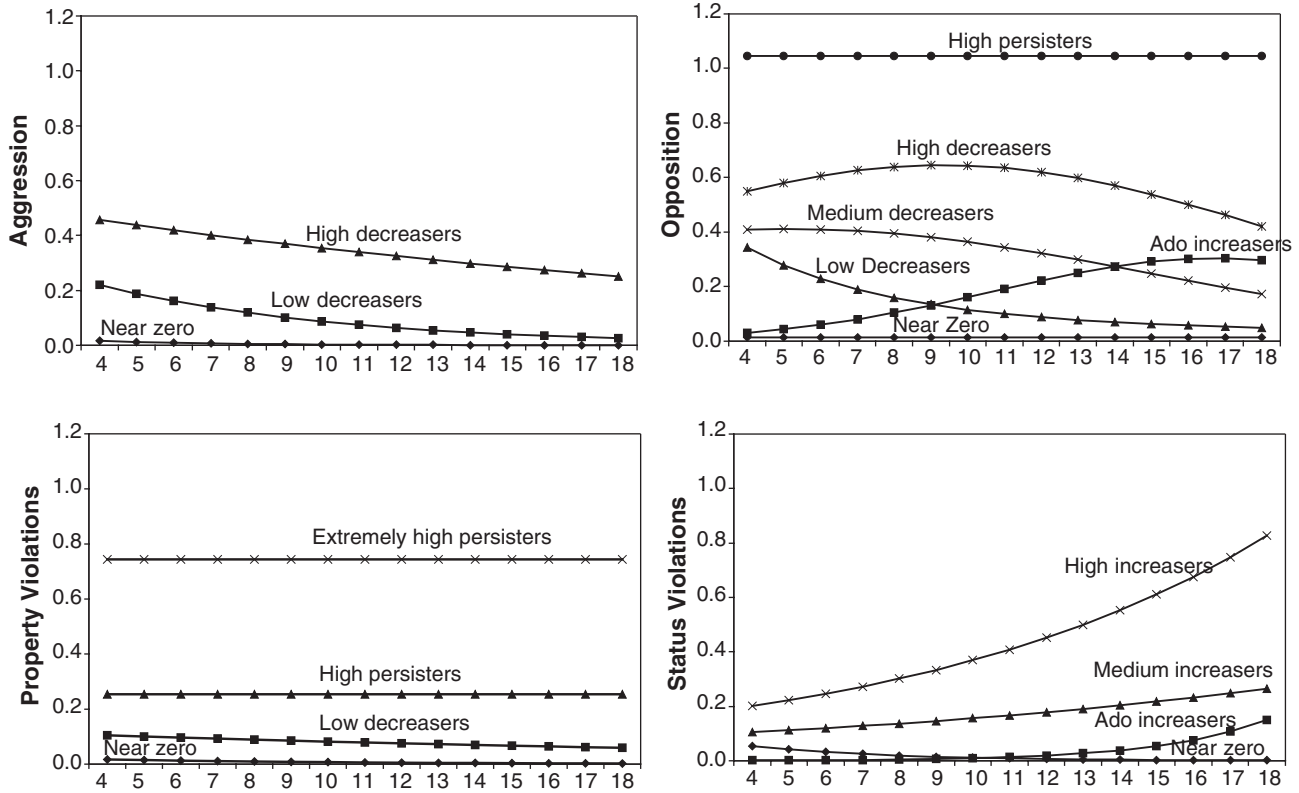 Aggression
1.2
1.0
0.8
0.6
0.4
0.2
0.0
High decreasers
Low decreasers
Near zero
4 5 6 7 8 9 10 11 12 13 14 15 16 17 18
Opposition
1.2
1.0
0.8
0.6
0.4
0.2
0.0
High persisters
High decreasers
Medium decreasers
Ado increasers
Low Decreasers
Near Zero
4 5 6 7 8 9 10 11 12 13 14 15 16 17 18
Property Violations
1.2
1.0
0.8
0.6
0.4
0.2
0.0
Extremely high persisters
High persisters
Low decreasers
Near zero
4 5 6 7 8 9 10 11 12 13 14 15 16 17 18
Status Violations
1.2
1.0
0.8
0.6
0.4
0.2
0.0
High increasers
Medium increasers
Ado increasers
Near zero
4 5 6 7 8 9 10 11 12 13 14 15 16 17 18